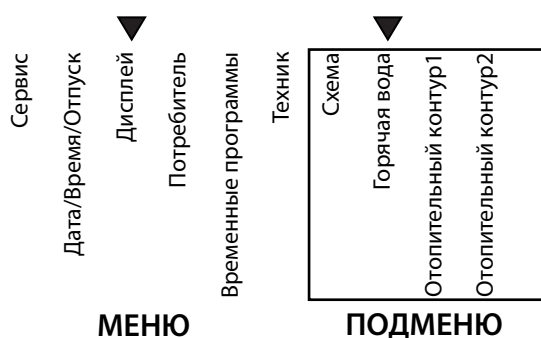 Сервис
Дата/Время/Отпуск
Дисплей
Потребитель
Временные программы
Техник
Схема
Горячая вода
Отопительный контур1
Отопительный контур2
МЕНЮ
ПОДМЕНЮ